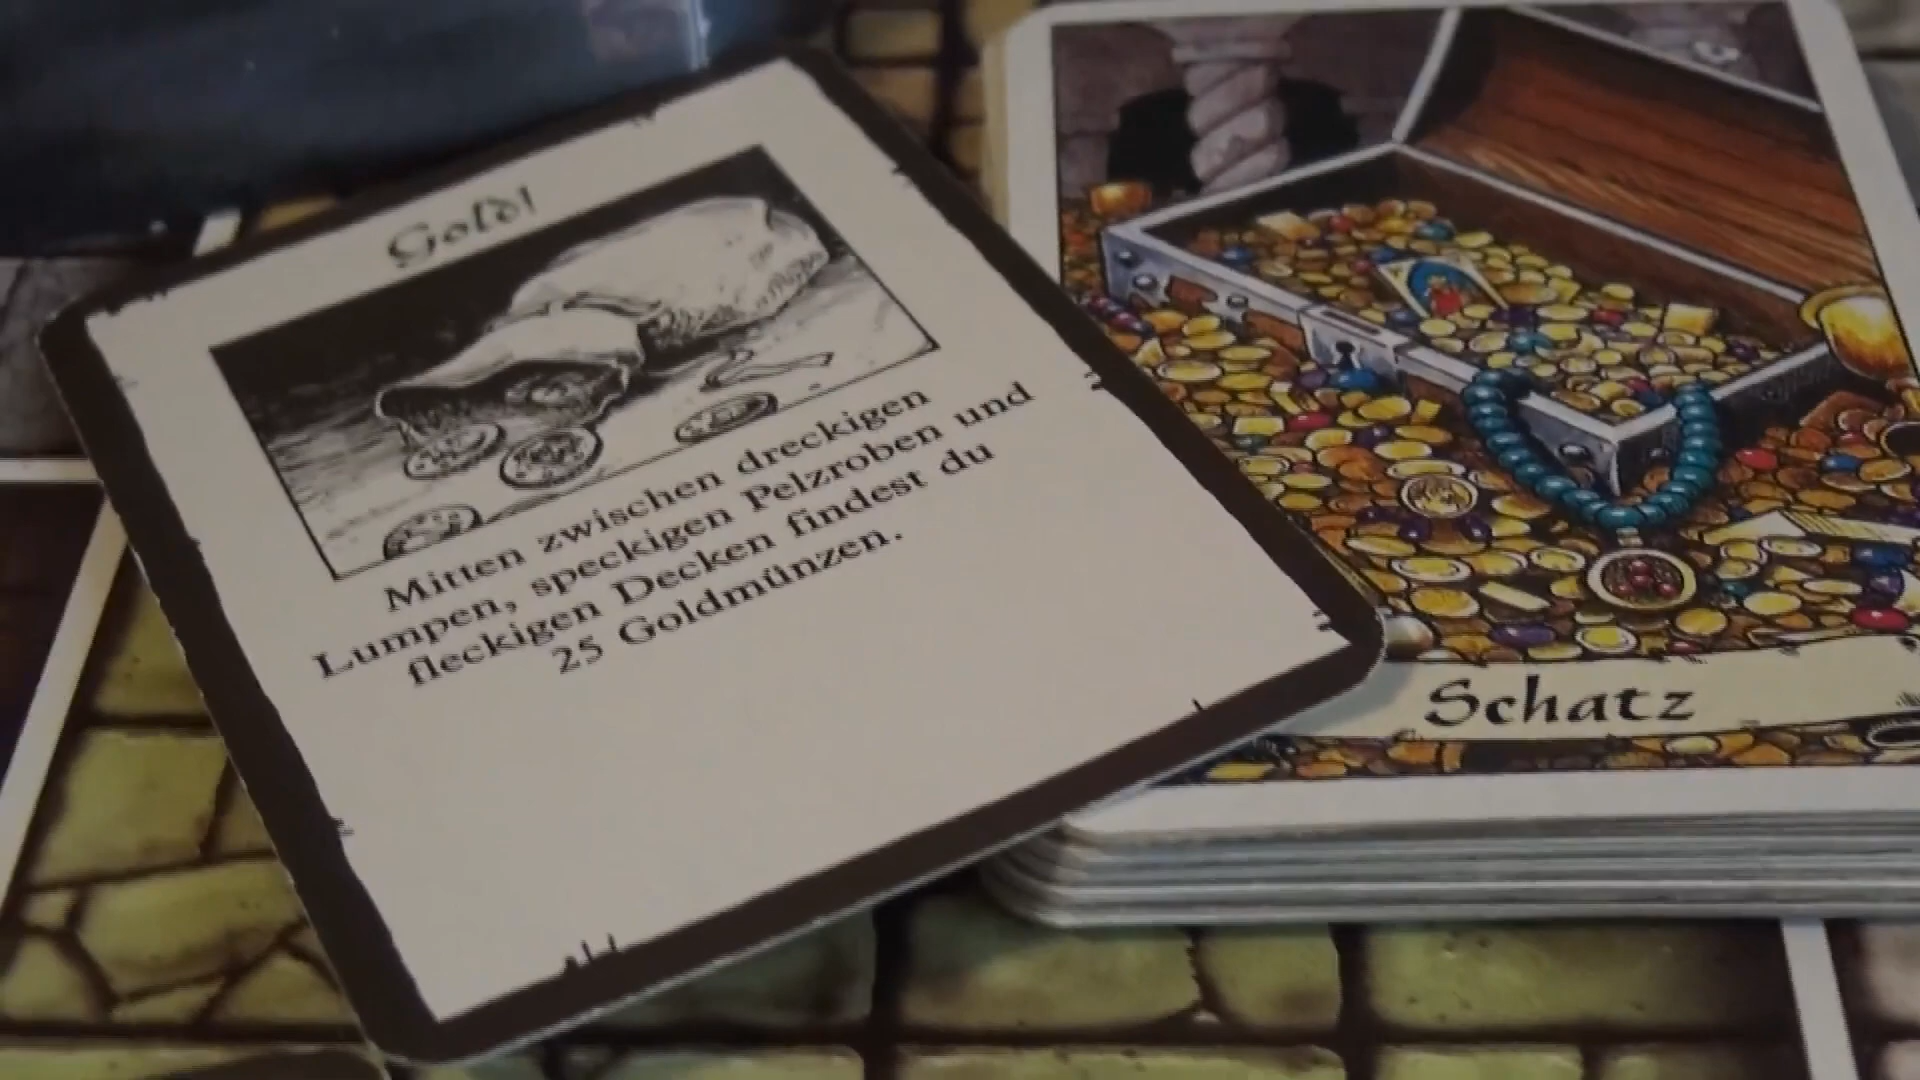 Gold!
Mitten zwischen dreckigen
Lumpen, speckigen Pelzroben und
fleckigen Decken findest du
25 Goldmünzen.
Schatz